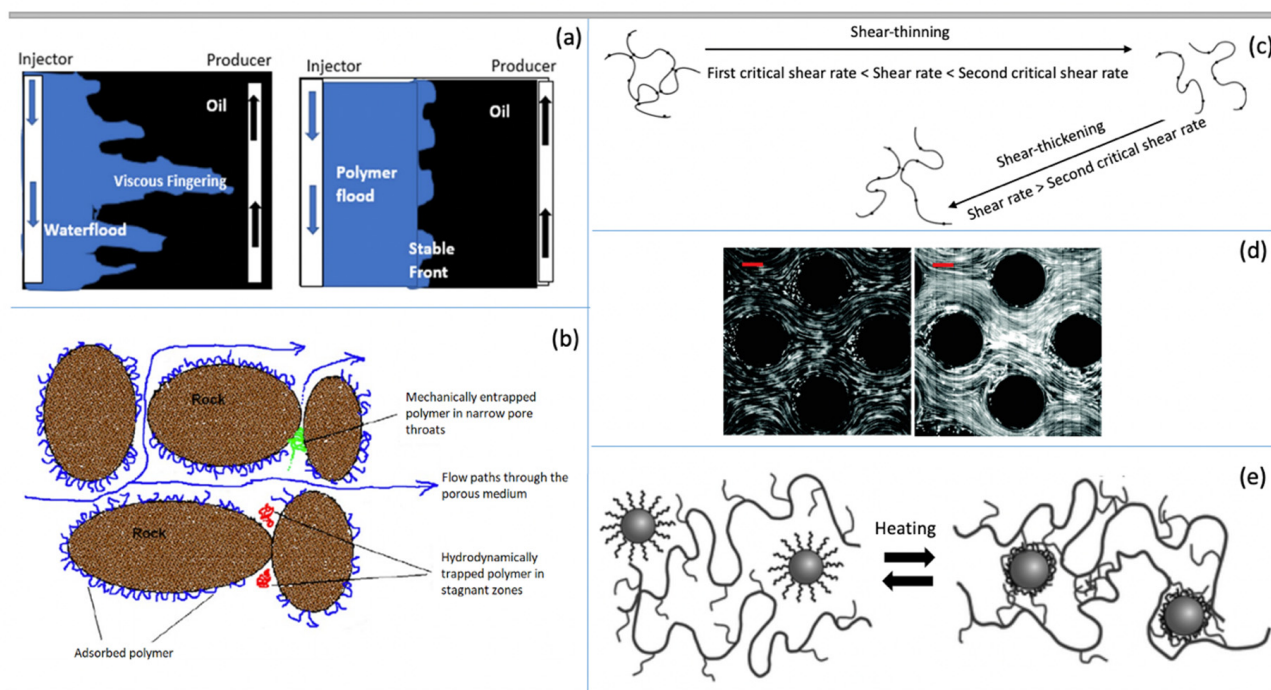 (a)
Injector
Producer
Oil
Viscous Fingering
Waterflood
Injector
Producer
Oil
Polymer
flood
Stable
Front
(b)
Rock
Mechanically entrapped
polymer in narrow pore
throats
Flow paths through the
porous medium
Rock
Hydrodynamically
trapped polymer in
stagnant zones
Adsorbed polymer
(c)
Shear-thinning
First critical shear rate < Shear rate < Second critical shear rate
Shear-thickening
Shear rate > Second critical shear rate
(d)
(e)
Heating